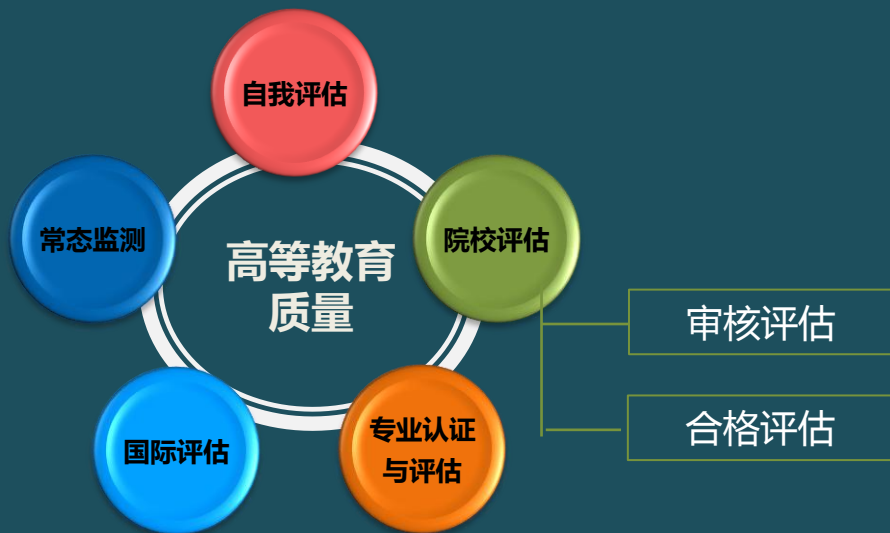 自我评估
常态监测
高等教育
质量
院校评估
审核评估
合格评估
国际评估
专业认证
与评估